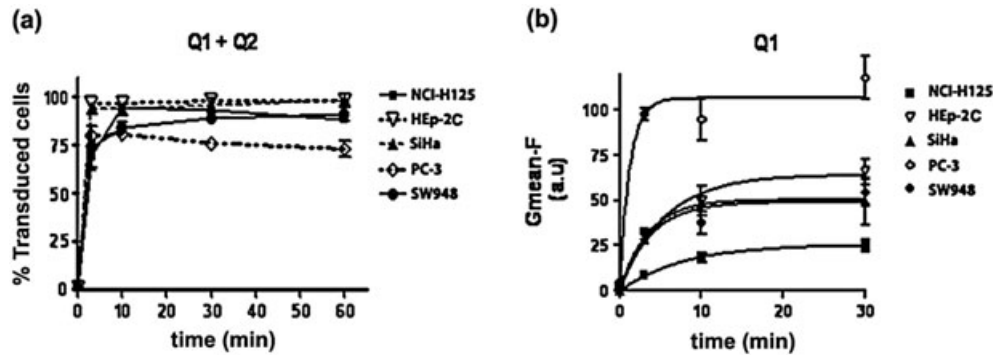 (a)
Q1 + Q2
% Transduced cells
100
75
50
25
0
0 10 20 30 40 50 60
time (min)
NCI-H125
HEp-2C
SiHa
PC-3
SW948
(b)
Q1
Gmean-F
(a.u)
100
75
50
25
0
0 10 20 30
time (min)
NCI-H125
HEp-2C
SiHa
PC-3
SW948